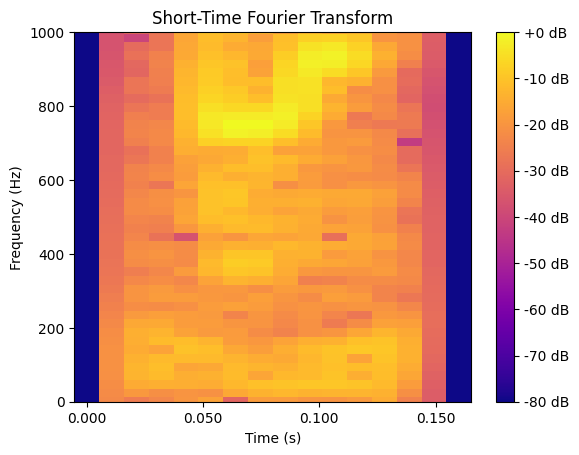 Short-Time Fourier Transform
1000
800
600
400
200
0
Frequency (Hz)
0.000
0.050
0.100
0.150
Time (s)
+0 dB
-10 dB
-20 dB
-30 dB
-40 dB
-50 dB
-60 dB
-70 dB
-80 dB